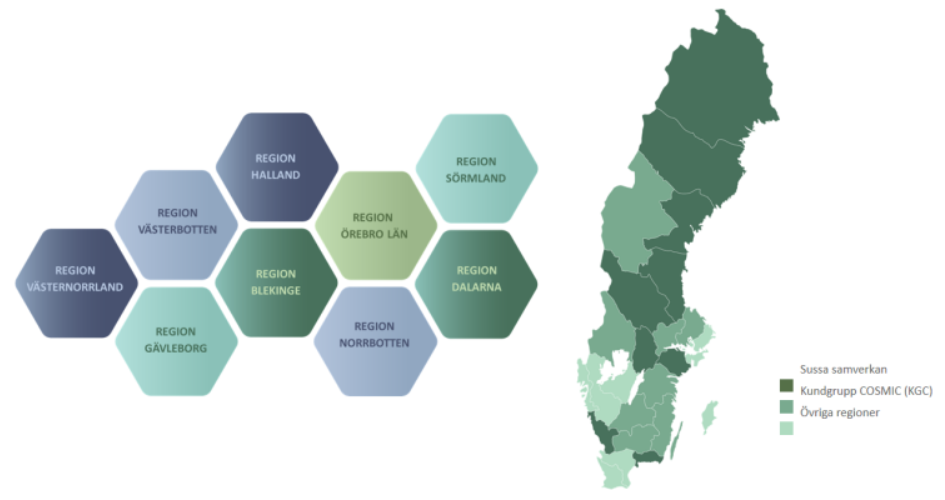 REGION
HALLAND
REGION
SÖRMLAND
REGION
VÄSTERBOTTEN
REGION
ÖREBRO LÄN
REGION
VÄSTERNORRLAND
REGION
BLEKINGE
REGION
DALARNA
REGION
GÄVLEBORG
REGION
NORRBOTTEN
Sussa samverkan
Kundgrupp COSMIC (KGC)
Övriga regioner